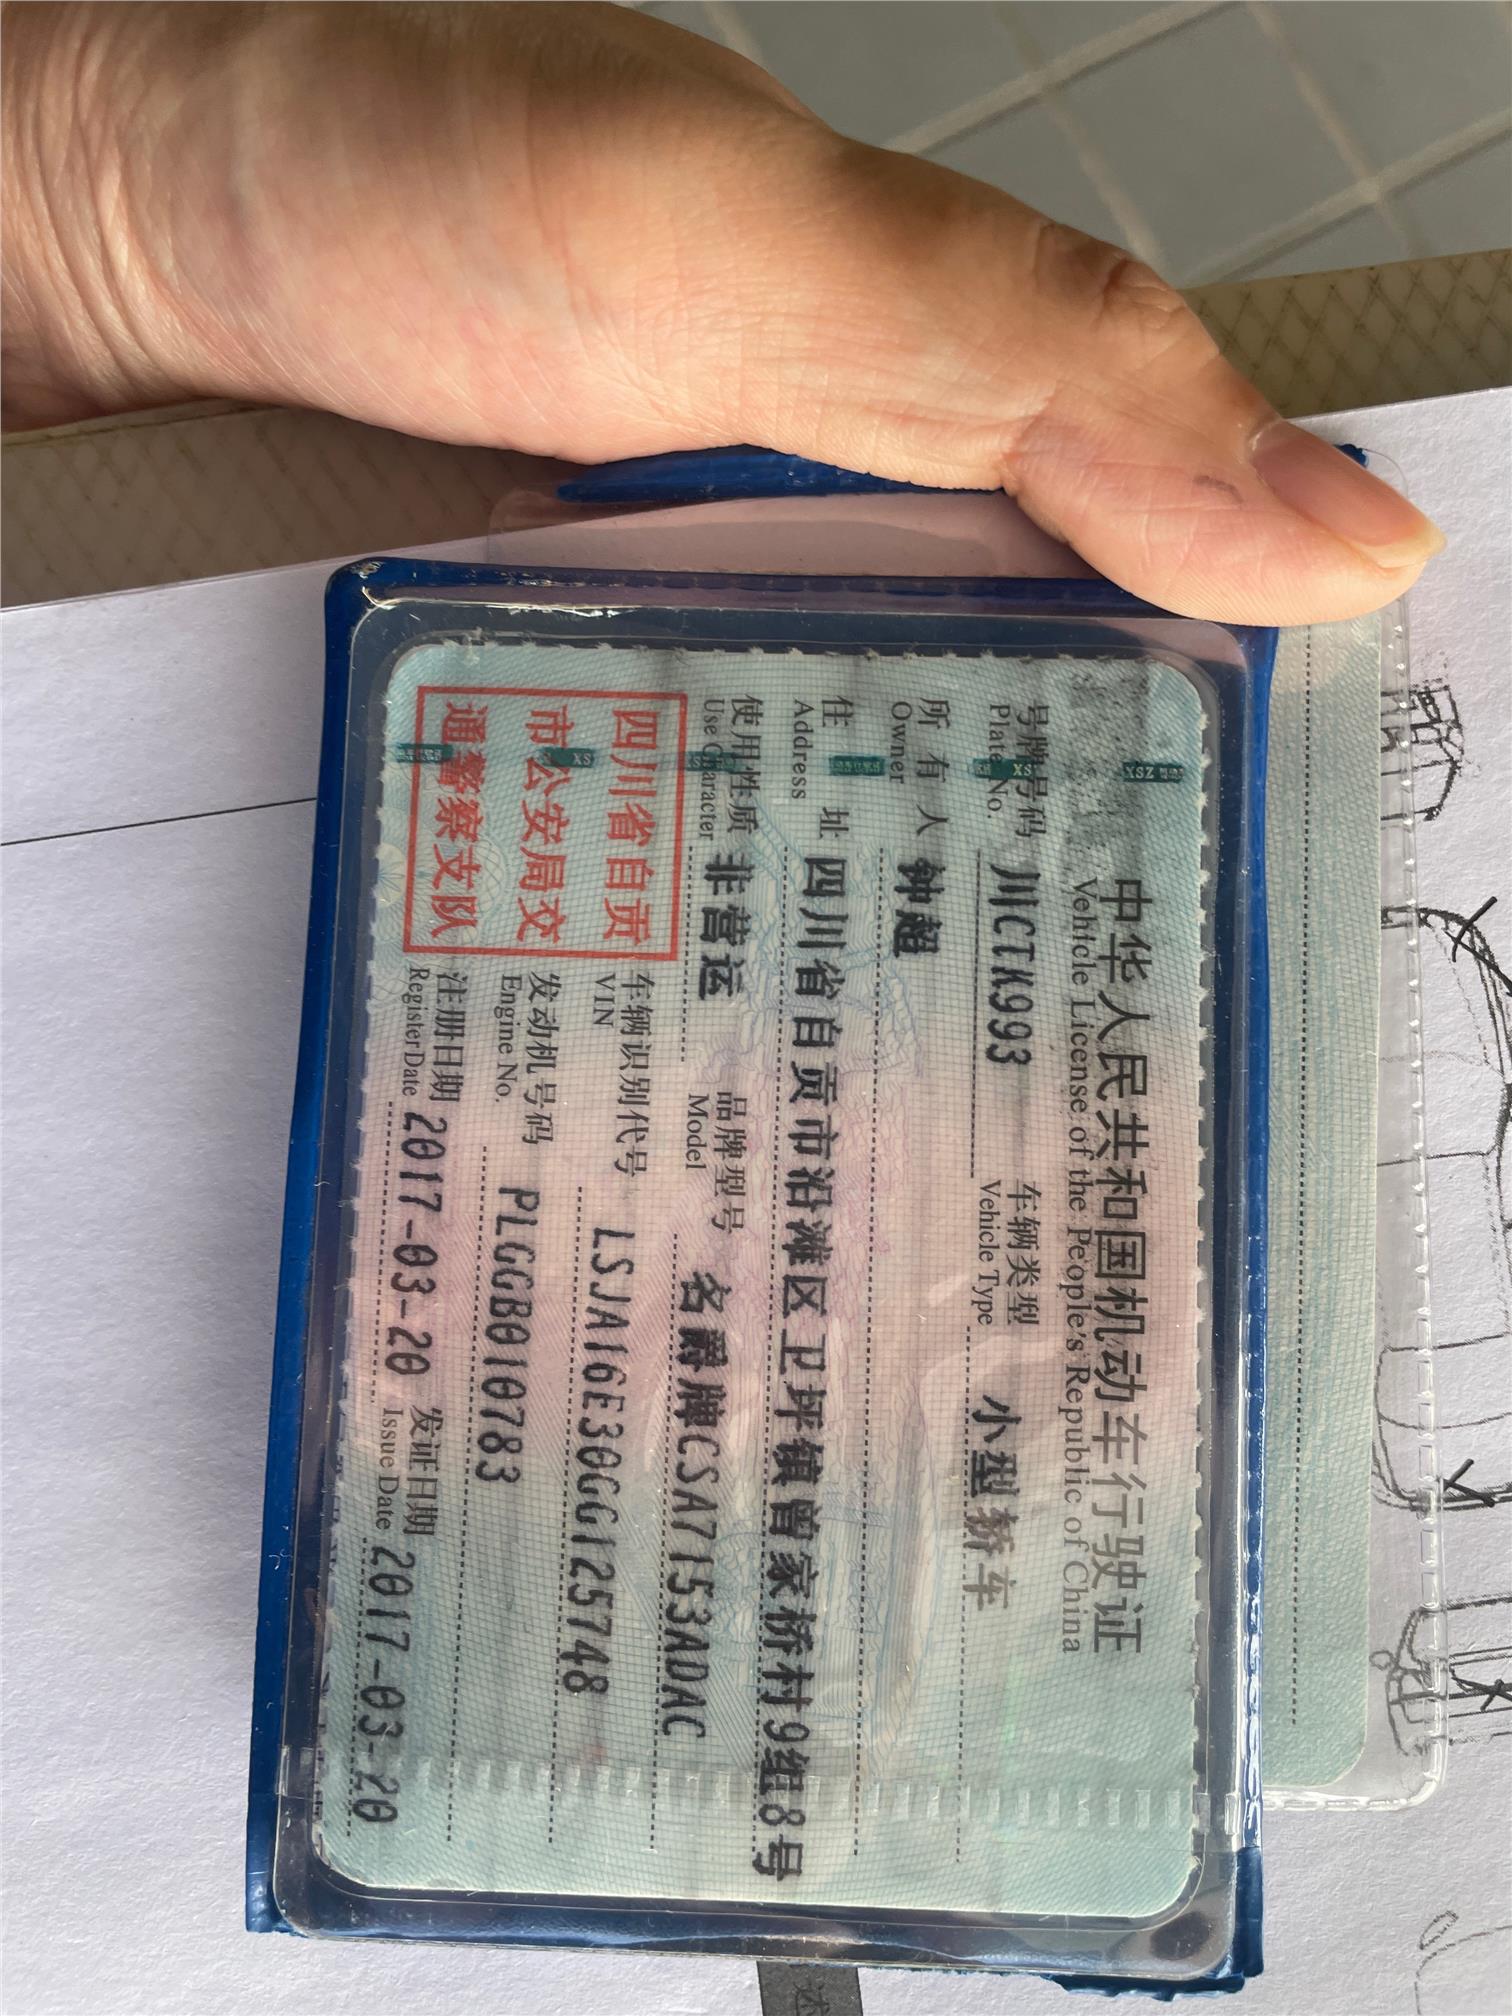 中华人民共和国机动车行驶证
Vehicle License of the People's Republic of China
号牌号码 川CTK993 车辆类型 小型轿车
Plate No. Vehicle Type
所有人 钟超
Owner
住址 四川省自贡市沿滩区卫坪镇曾家桥村9组8号
Address
使用性质 非营运 品牌型号 名爵牌CSA7153ADAC
Use Character Model
四川省自贡
市公安局交
通警察支队
车辆识别代号 LSJA16E30GG125748
VIN
发动机号码 PLGGB010783
Engine No.
注册日期 2017-03-20 发证日期 2017-03-20
Register Date Issue Date
述